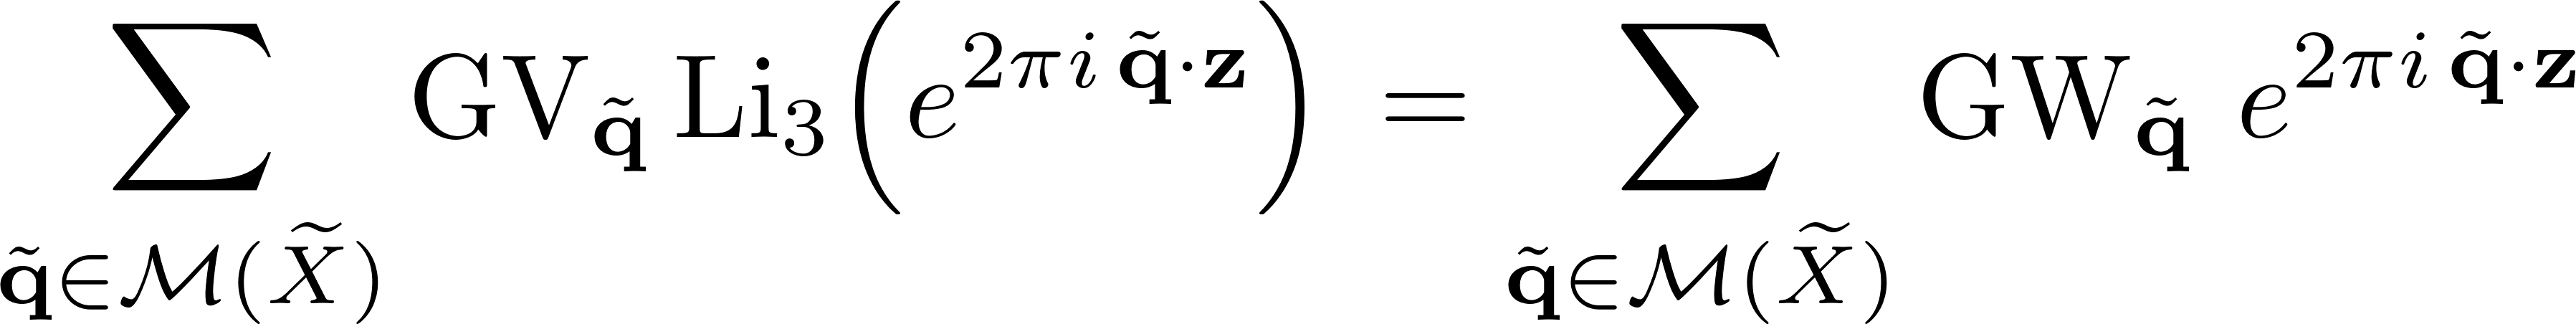 \sum_{\tilde{\mathbf{q}} \in \mathcal{M}(\widetilde{X})} \mathrm{GV}_{\tilde{\mathbf{q}}} \, \mathrm{Li}_3 \left( e^{2\pi i \, \tilde{\mathbf{q}} \cdot \mathbf{z}} \right) = \sum_{\tilde{\mathbf{q}} \in \mathcal{M}(\widetilde{X})} \mathrm{GW}_{\tilde{\mathbf{q}}} \, e^{2\pi i \, \tilde{\mathbf{q}} \cdot \mathbf{z}}